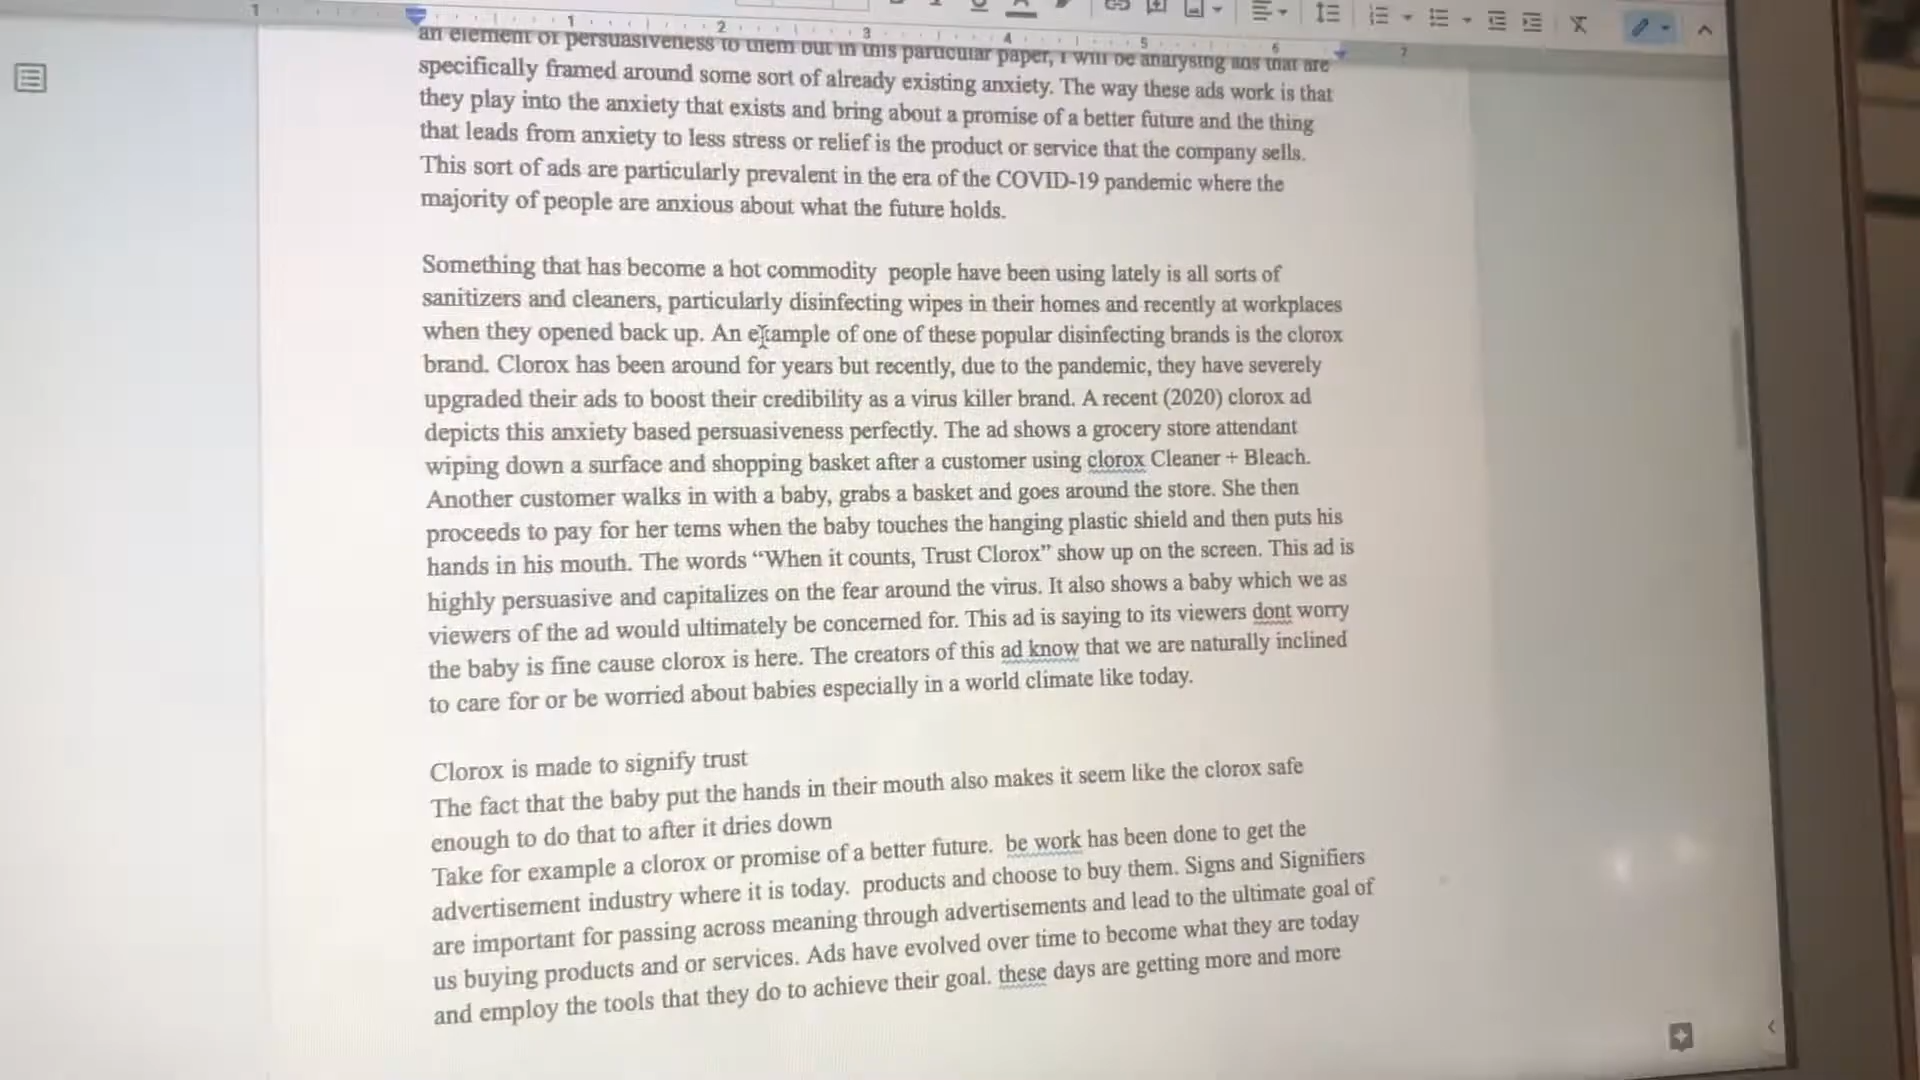 1 1 2 3 4 5 6 7
an element of persuasiveness to them but in this particular paper, I will be analysing ads that are
specifically framed around some sort of already existing anxiety. The way these ads work is that
they play into the anxiety that exists and bring about a promise of a better future and the thing
that leads from anxiety to less stress or relief is the product or service that the company sells.
This sort of ads are particularly prevalent in the era of the COVID-19 pandemic where the
majority of people are anxious about what the future holds.
Something that has become a hot commodity  people have been using lately is all sorts of
sanitizers and cleaners, particularly disinfecting wipes in their homes and recently at workplaces
when they opened back up. An example of one of these popular disinfecting brands is the clorox
brand. Clorox has been around for years but recently, due to the pandemic, they have severely
upgraded their ads to boost their credibility as a virus killer brand. A recent (2020) clorox ad
depicts this anxiety based persuasiveness perfectly. The ad shows a grocery store attendant
wiping down a surface and shopping basket after a customer using clorox Cleaner + Bleach.
Another customer walks in with a baby, grabs a basket and goes around the store. She then
proceeds to pay for her tems when the baby touches the hanging plastic shield and then puts his
hands in his mouth. The words “When it counts, Trust Clorox” show up on the screen. This ad is
highly persuasive and capitalizes on the fear around the virus. It also shows a baby which we as
viewers of the ad would ultimately be concerned for. This ad is saying to its viewers dont worry
the baby is fine cause clorox is here. The creators of this ad know that we are naturally inclined
to care for or be worried about babies especially in a world climate like today.
Clorox is made to signify trust
The fact that the baby put the hands in their mouth also makes it seem like the clorox safe
enough to do that to after it dries down
Take for example a clorox or promise of a better future.  be work has been done to get the
advertisement industry where it is today.  products and choose to buy them. Signs and Signifiers
are important for passing across meaning through advertisements and lead to the ultimate goal of
us buying products and or services. Ads have evolved over time to become what they are today
and employ the tools that they do to achieve their goal. these days are getting more and more